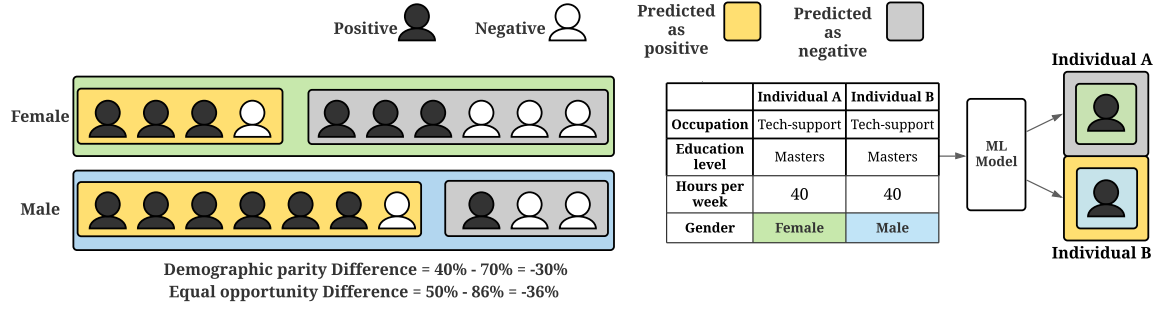 Positive
Negative
Predicted
as
positive
Predicted
as
negative
Female
Male
Demographic parity Difference = 40% - 70% = -30%
Equal opportunity Difference = 50% - 86% = -36%
Individual A Individual B
Occupation Tech-support Tech-support
Education
level Masters Masters
Hours per
week 40 40
Gender Female Male
ML
Model
Individual A
Individual B